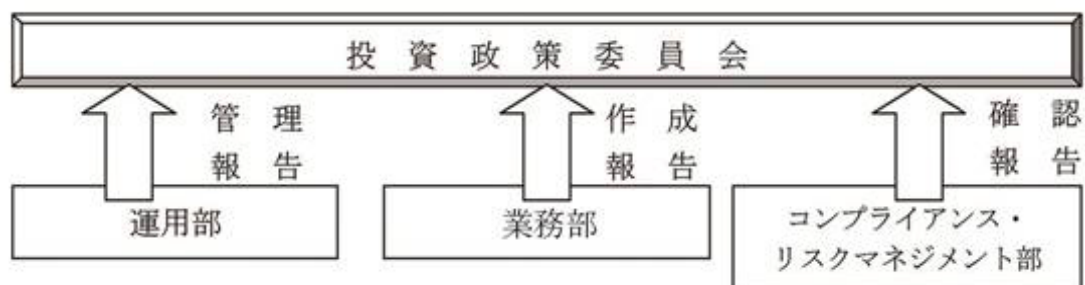 投資政策委員会
管理
報告
作成
報告
確認
報告
運用部
業務部
コンプライアンス・
リスクマネジメント部